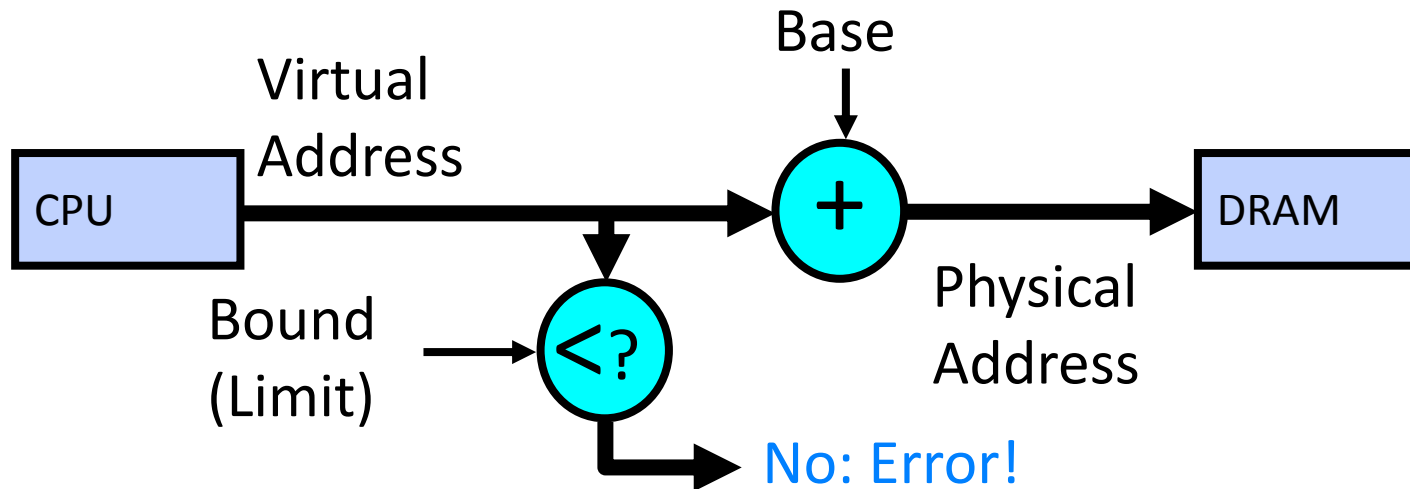 Base
Virtual
Address
CPU
+
DRAM
Bound
(Limit)
<?
Physical
Address
No: Error!